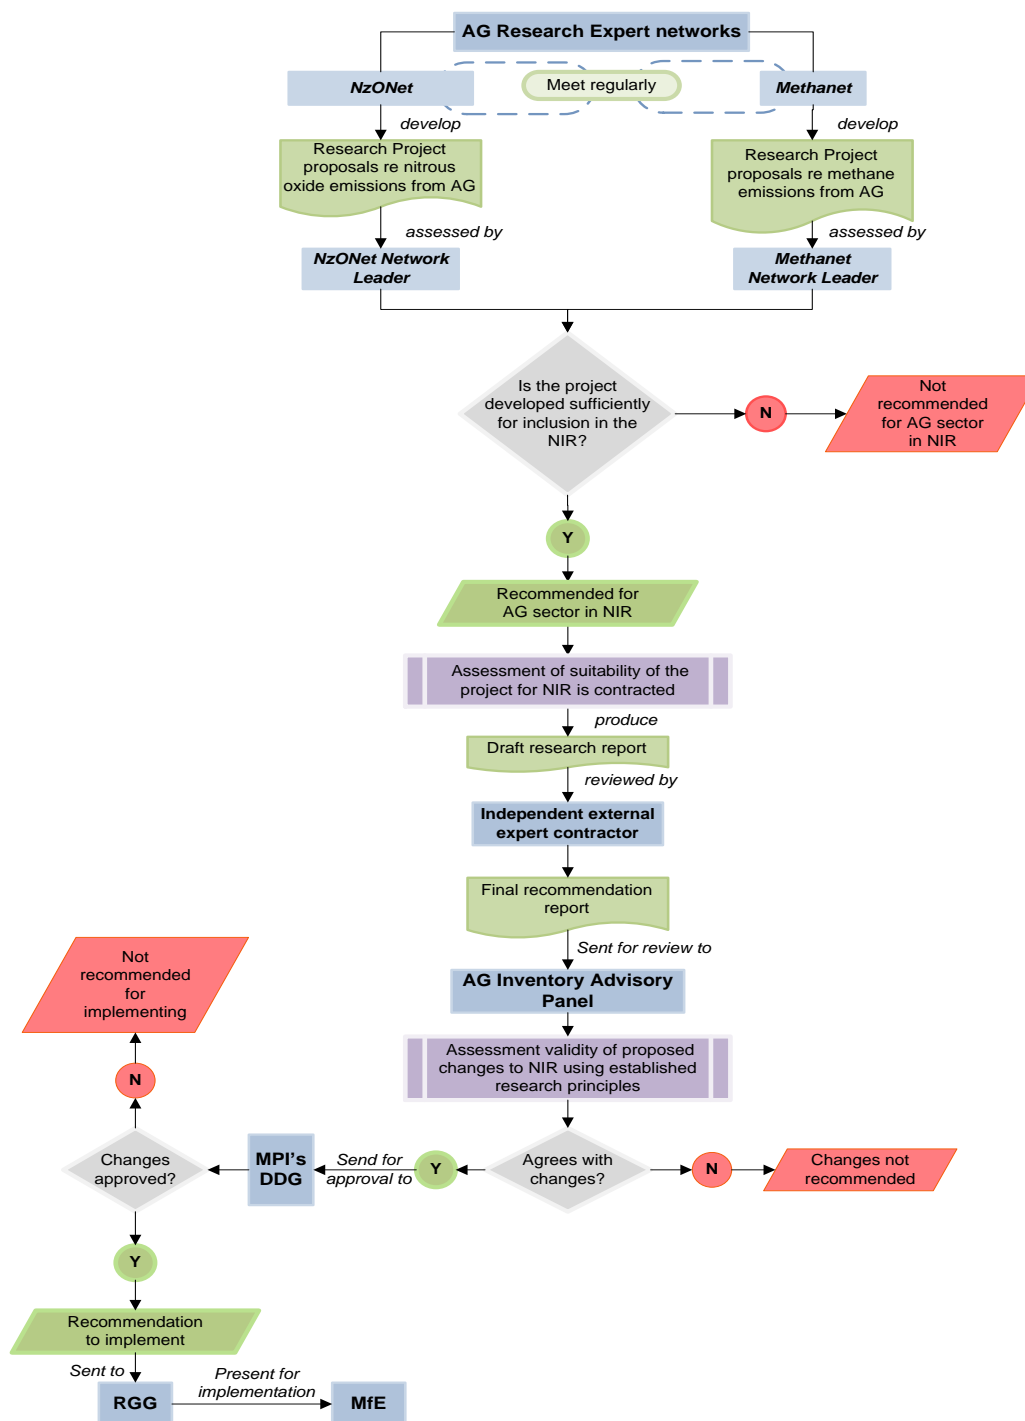 AG Research Expert networks
NzONet
Meet regularly
Methanet
develop
develop
Research Project
proposals re nitrous
oxide emissions from AG
Research Project
proposals re methane
emissions from AG
assessed by
assessed by
NzONet Network
Leader
Methanet
Network Leader
Is the project
developed sufficiently
for inclusion in the
NIR?
N
Not
recommended
for AG sector
in NIR
Y
Recommended for
AG sector in NIR
Assessment of suitability of the
project for NIR is contracted
produce
Draft research report
reviewed by
Independent external
expert contractor
Final recommendation
report
Sent for review to
AG Inventory Advisory
Panel
Assessment validity of proposed
changes to NIR using established
research principles
Agrees with
changes?
N
Changes not
recommended
Y
Send for
approval to
MPI's
DDG
Changes
approved?
N
Not
recommended
for
implementing
Y
Recommendation
to implement
Sent to
RGG
Present for
implementation
MfE